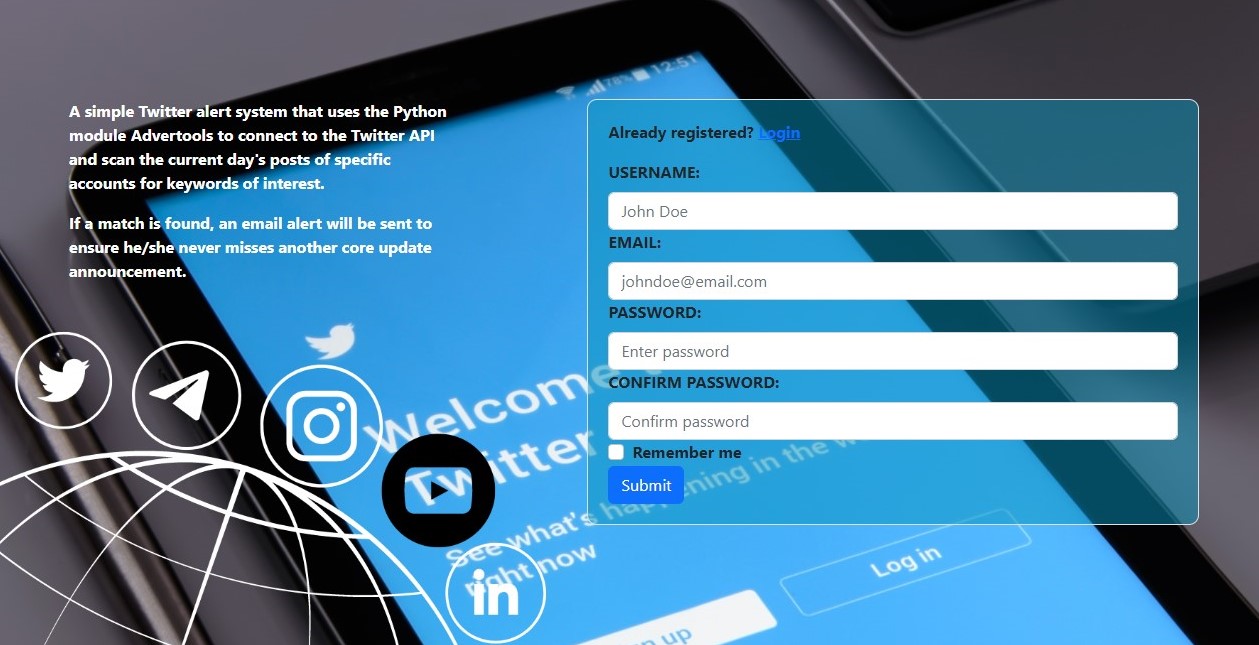 12:51
78%
A simple Twitter alert system that uses the Python
module Advertools to connect to the Twitter API
and scan the current day's posts of specific
accounts for keywords of interest.
If a match is found, an email alert will be sent to
ensure he/she never misses another core update
announcement.
Already registered? Login
USERNAME:
John Doe
EMAIL:
johndoe@email.com
PASSWORD:
Enter password
CONFIRM PASSWORD:
Confirm password
Remember me
Submit
Welcome to
Twitter
See what's happening in the
right now
Log in
up
in